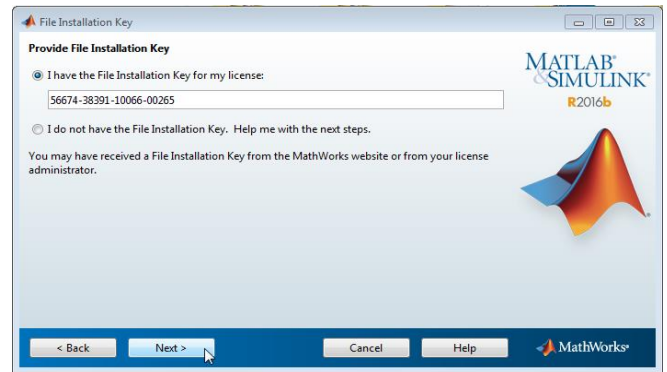 File Installation Key
Provide File Installation Key
I have the File Installation Key for my license:
56674-38391-10066-00265
I do not have the File Installation Key. Help me with the next steps.
You may have received a File Installation Key from the MathWorks website or from your license
administrator.
MATLAB®
&SIMULINK®
R2016b
< Back
Next >
Cancel
Help
MathWorks®